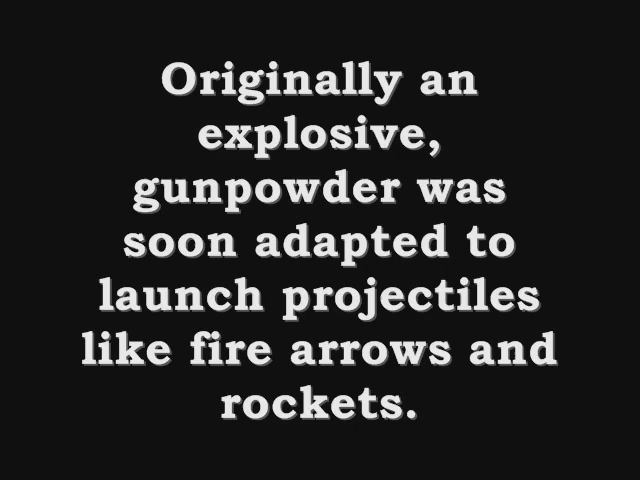 Originally an
explosive,
gunpowder was
soon adapted to
launch projectiles
like fire arrows and
rockets.